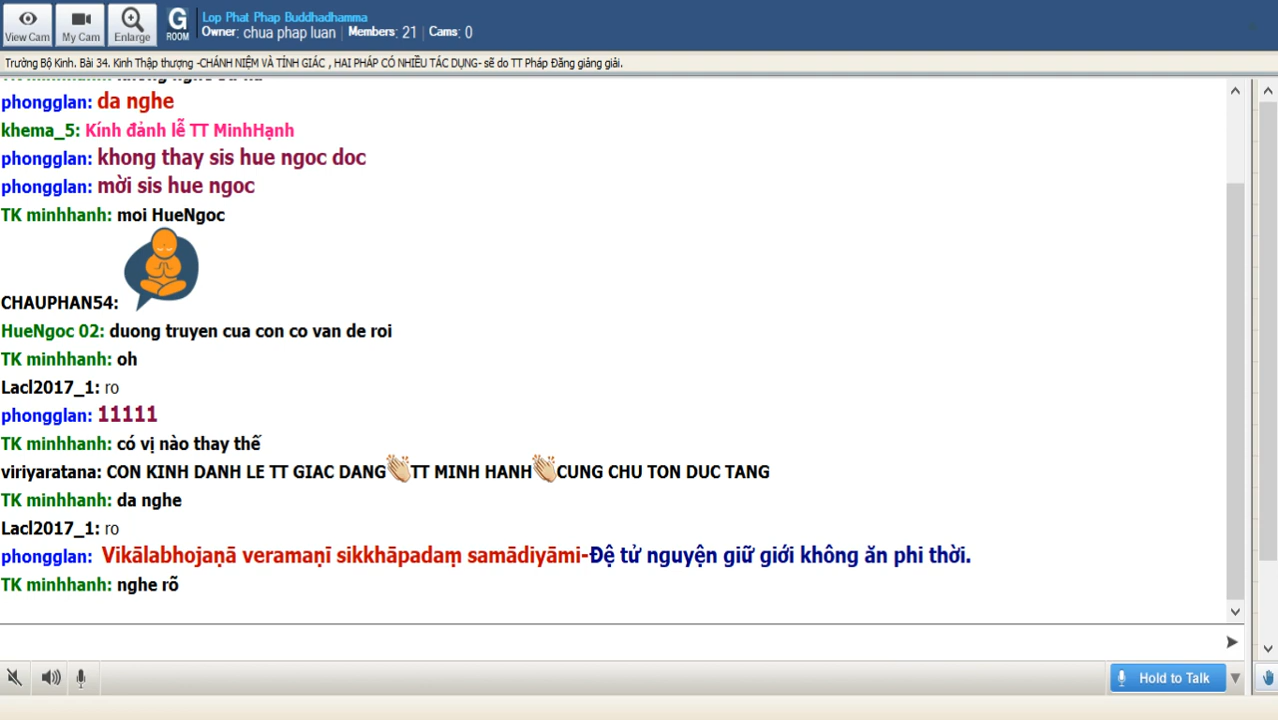 View Cam
My Cam
Enlarge
G
ROOM
Lop Phat Phap Buddhadhamma
Owner: chua phap luan | Members: 21 | Cams: 0
Trường Bộ Kinh. Bài 34. Kinh Thập thượng -CHÁNH NIỆM VÀ TỈNH GIÁC , HAI PHÁP CÓ NHIỀU TÁC DỤNG- sẽ do TT Pháp Đăng giảng giải.
phongglan: da nghe
khema_5: Kính đảnh lễ TT MinhHạnh
phongglan: khong thay sis hue ngoc doc
phongglan: mời sis hue ngoc
TK minhhanh: moi HueNgoc
CHAUPHAN54:
HueNgoc 02: duong truyen cua con co van de roi
TK minhhanh: oh
Lacl2017_1: ro
phongglan: 11111
TK minhhanh: có vị nào thay thế
viriyaratana: CON KINH DANH LE TT GIAC DANG TT MINH HANH CUNG CHU TON DUC TANG
TK minhhanh: da nghe
Lacl2017_1: ro
phongglan: Vikālabhojaṇā veramaṇī sikkhāpadaṃ samādiyāmi-Đệ tử nguyện giữ giới không ăn phi thời.
TK minhhanh: nghe rõ
Hold to Talk